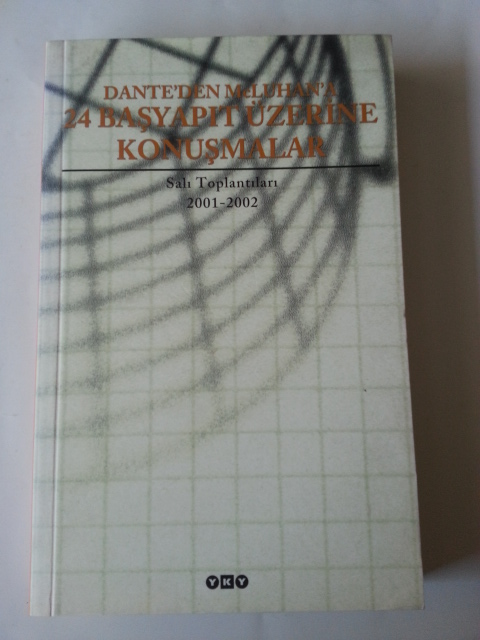 DANTE'DEN McLUHAN'A
24 BAŞYAPIT ÜZERİNE
KONUŞMALAR
Salı Toplantıları
2001-2002
YKY